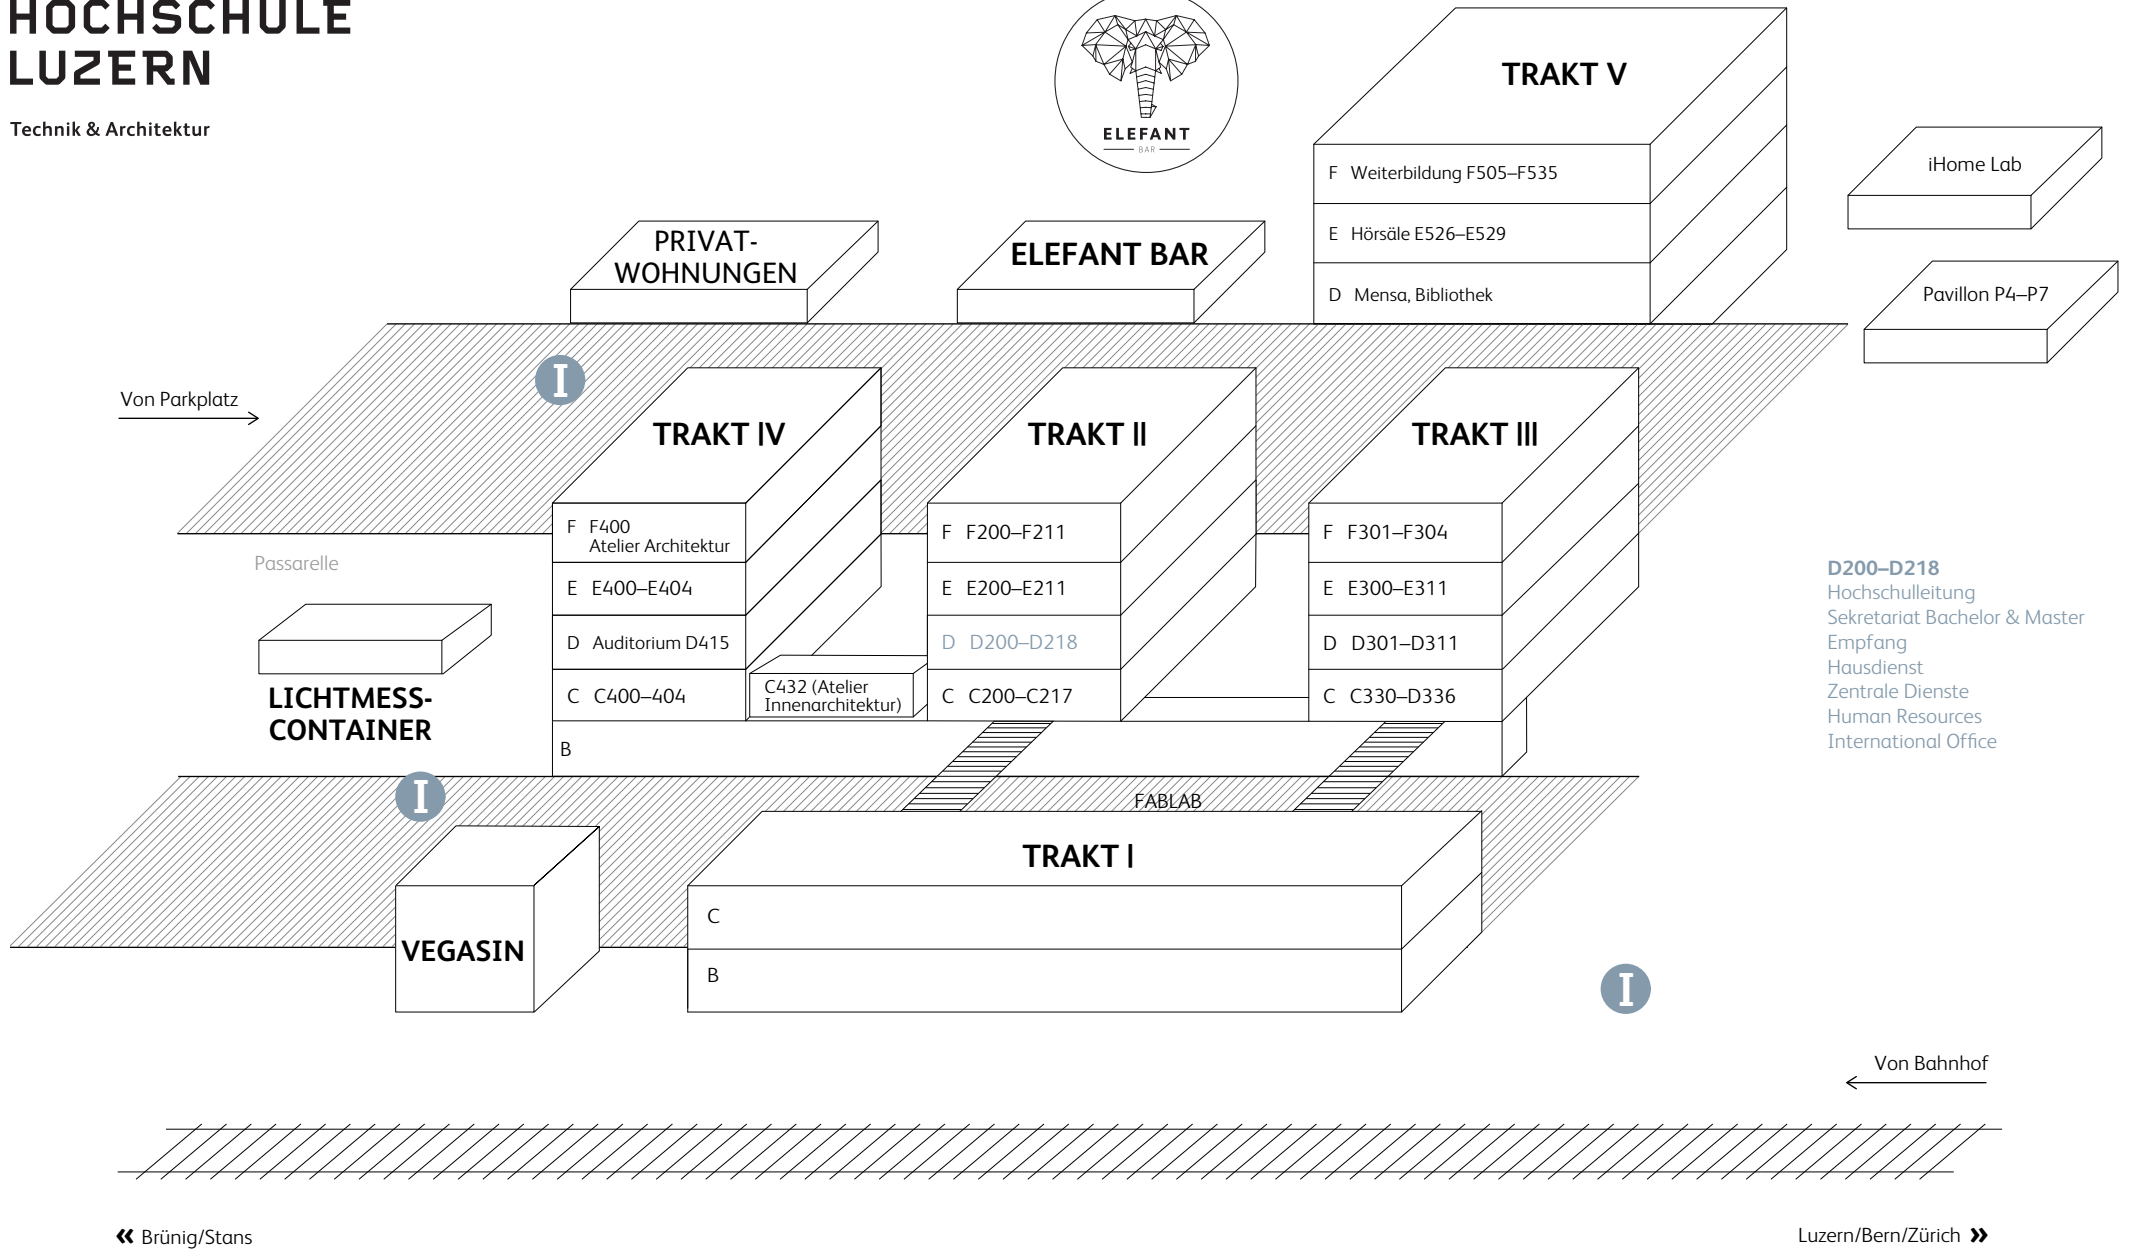 HOCHSCHULE
LUZERN
Technik & Architektur
ELEFANT
BAR
TRAKT V
F Weiterbildung F505–F535
E Hörsäle E526–E529
D Mensa, Bibliothek
iHome Lab
Pavillon P4–P7
PRIVAT-
WOHNUNGEN
ELEFANT BAR
I
Von Parkplatz
TRAKT IV
F F400
Atelier Architektur
E E400–E404
D Auditorium D415
C C400–404
C432 (Atelier
Innenarchitektur)
TRAKT II
F F200–F211
E E200–E211
D D200–D218
C C200–C217
TRAKT III
F F301–F304
E E300–E311
D D301–D311
C C330–D336
B
Passarelle
LICHTMESS-
CONTAINER
D200–D218
Hochschulleitung
Sekretariat Bachelor & Master
Empfang
Hausdienst
Zentrale Dienste
Human Resources
International Office
I
FABLAB
TRAKT I
C
B
VEGASIN
I
Von Bahnhof
« Brünig/Stans
Luzern/Bern/Zürich »